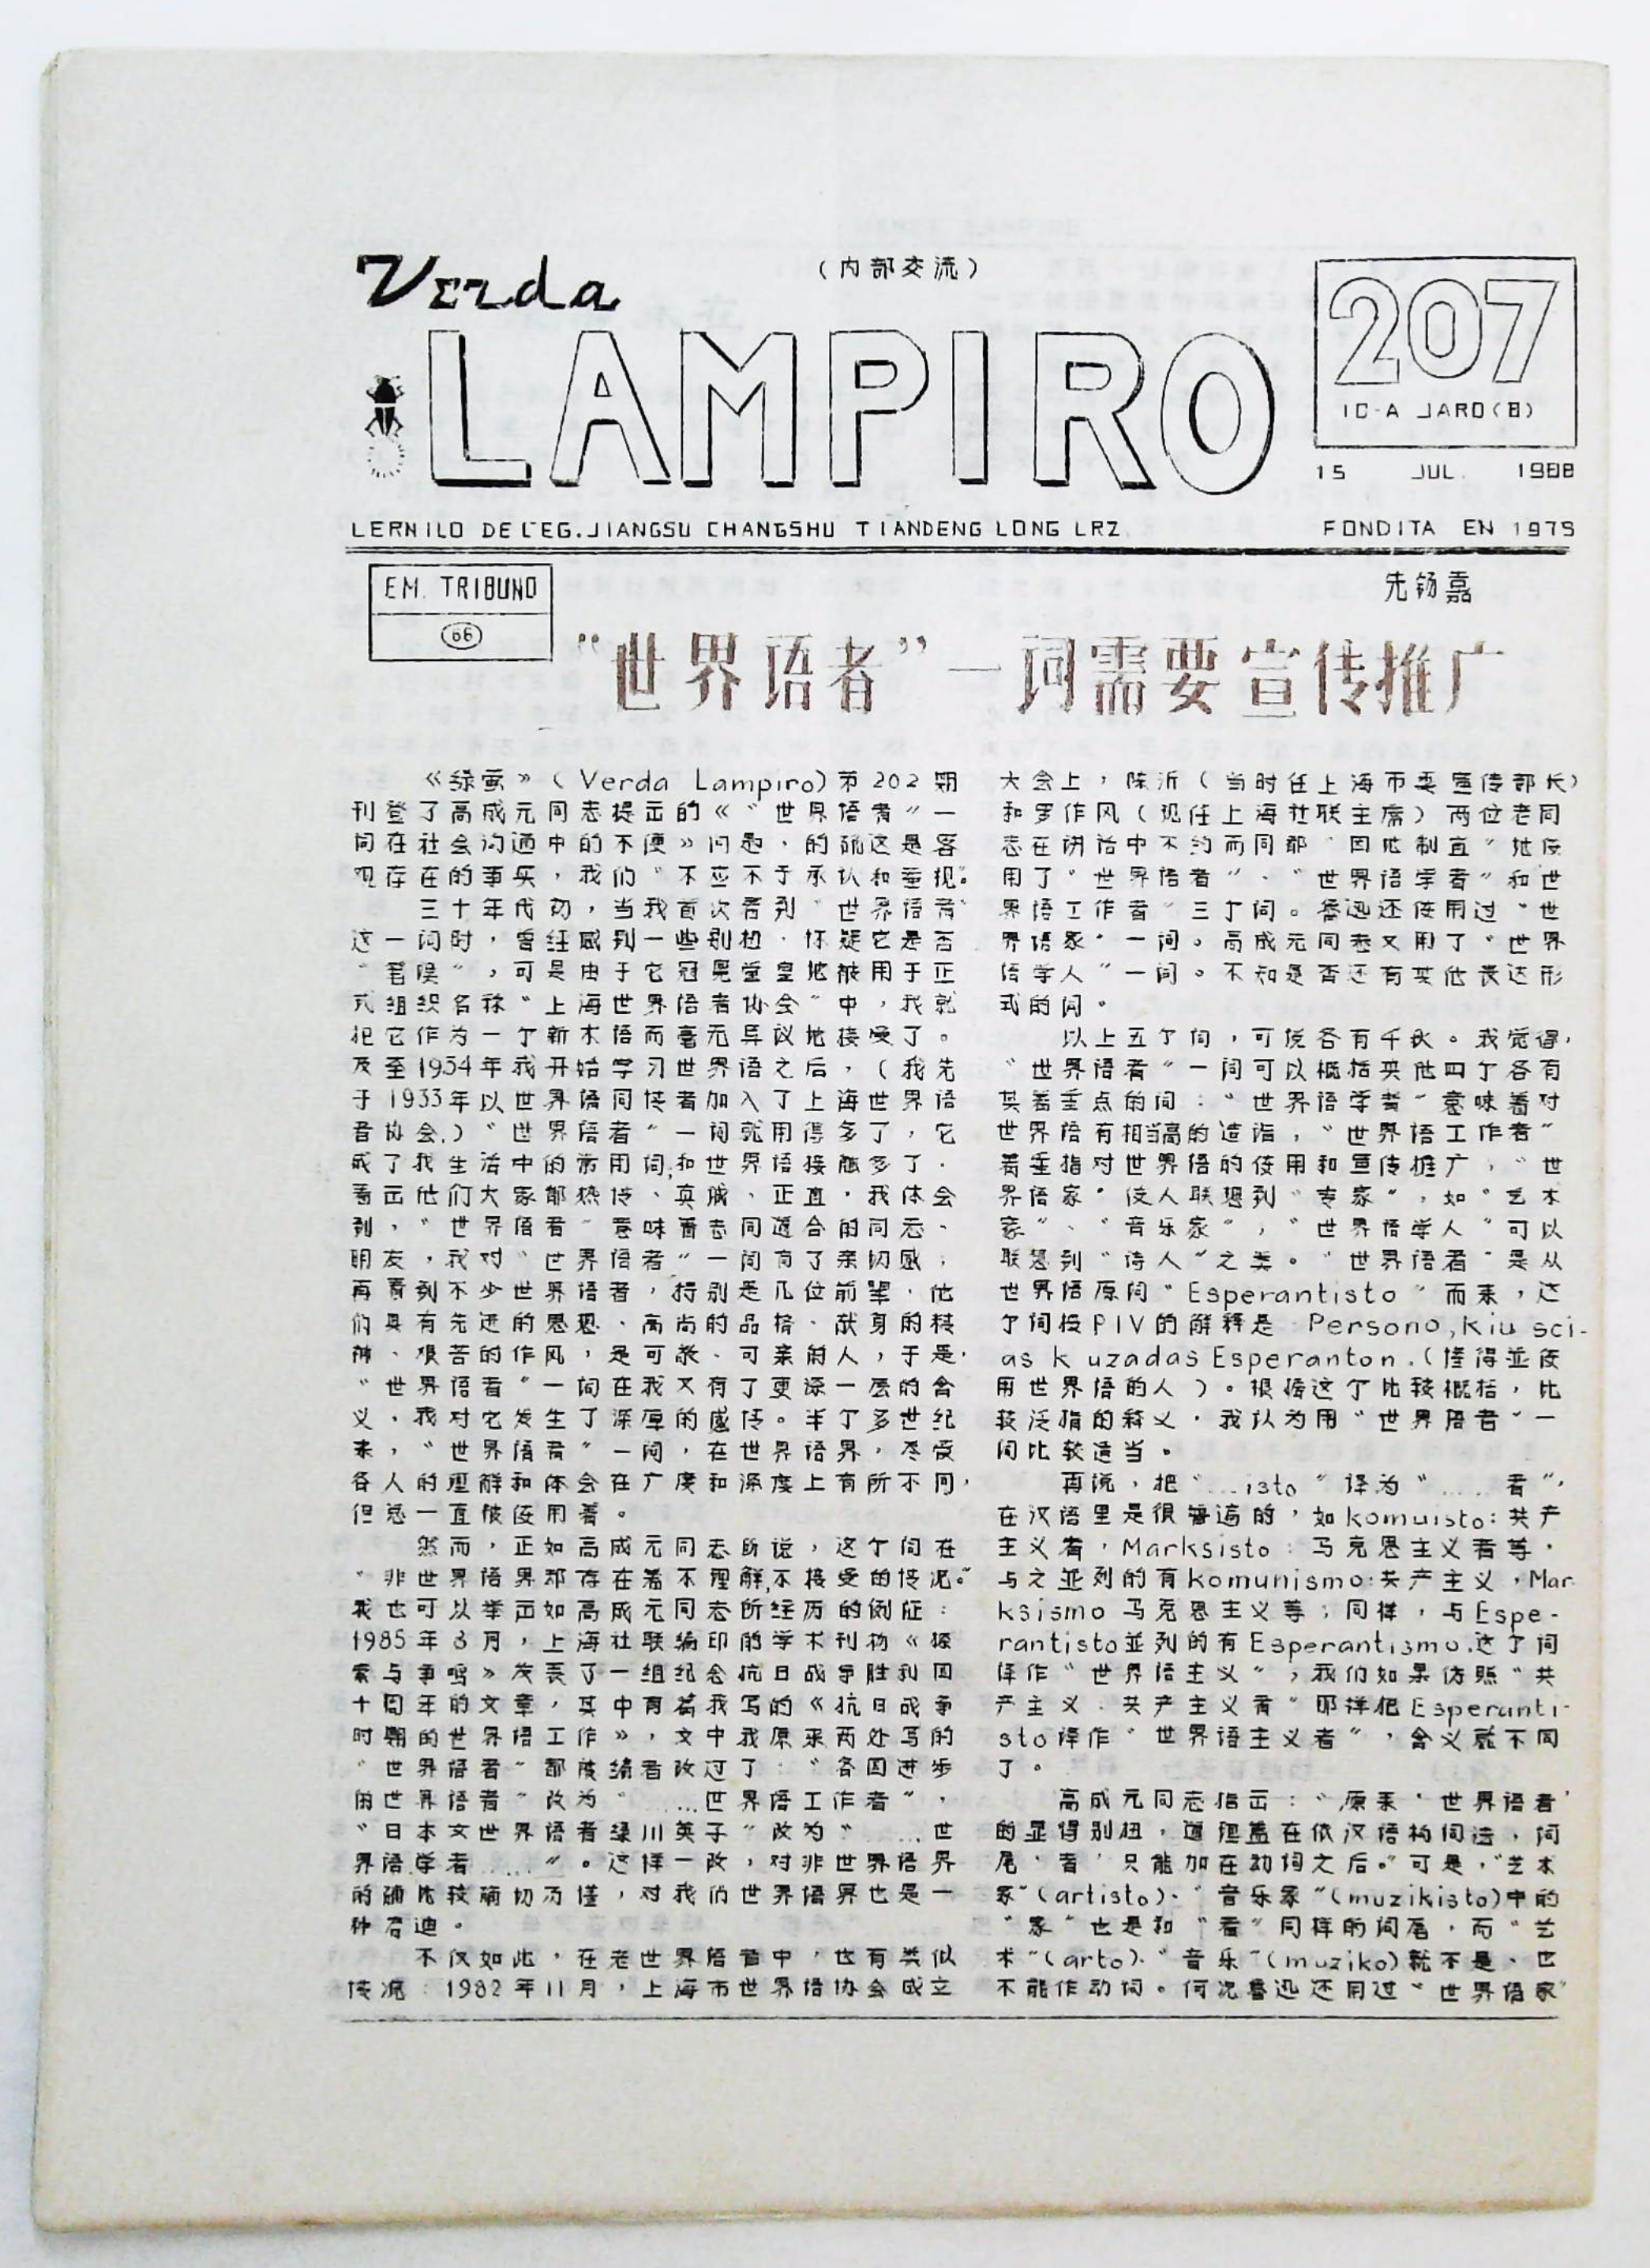 Verda
（内部交流）
LAMPIRO
207
10-A JARO(8)
15 JUL. 1988
LERNILO DE L'EG.JIANGSU CHANGSHU TIANDENG LONG LRZ
FONDITA EN 1975
EM. TRIBUNO
66
先锡嘉
“世界语者”一词需要宣传推广
《绿萤》（Verda Lampiro）第202期
刊登了高成元同志提出的《“世界语者”一
词在社会沟通中的不便》问题，的确这是客
观存在的事实，我们“不应不予承认和重视。”
三十年代初，当我首次看到“世界语者”
这一词时，曾经感到一些别扭，怀疑它是否
“笔误”，可是由于它冠冕堂皇地被用于正
式组织名称“上海世界语者协会”中，我就
把它作为一个新术语而毫无异议地接受了。
及至1934年我开始学习世界语之后，（我先
于1933年以世界语同情者加入了上海世界语
者协会。）“世界语者”一词就用得多了，它
成了我生活中的常用词，和世界语接触多了，
看出他们大家都热情、真诚、正直，我体会
到，“世界语者”意味着志同道合的同志、
朋友，我对“世界语者”一词有了亲切感，
再看到不少世界语者，特别是几位前辈，他
们具有先进的思想、高尚的品格、献身的精
神、艰苦的作风，是可敬、可亲的人，于是，
“世界语者”一词在我又有了更深一层的含
义，我对它发生了深厚的感情。半个多世纪
来，“世界语者”一词，在世界语界，尽管
各人的理解和体会在广度和深度上有所不同，
但总一直被使用着。
然而，正如高成元同志所说，这个词在
“非世界语界却存在着不理解，不接受的情况。”
我也可以举出如高成元同志所经历的例证：
1985年8月，上海社联编印的学术刊物《探
索与争鸣》发表了一组纪念抗日战争胜利四
十周年的文章，其中有篇我写的《抗日战争
时期的世界语工作》，文中我原来两处写的
“世界语者”都被编者改过了：“各国进步
的世界语者”改为“……世界语工作者”，
“日本女世界语者绿川英子”改为“……世
界语学者……”。这样一改，对非世界语界
的确比较确切易懂，对我们世界语界也是一
种启迪。
不仅如此，在老世界语者中，也有类似
情况：1982年11月，上海市世界语协会成立
大会上，陈沂（当时任上海市委宣传部长）
和罗竹风（现任上海社联主席）两位老同
志在讲话中不约而同都“因地制宜”地使
用了“世界语者”、“世界语学者”和世
界语工作者”三个词。鲁迅还使用过“世
界语家”一词。高成元同志又用了“世界
语学人”一词。不知是否还有其他表达形
式的词。
以上五个词，可说各有千秋。我觉得，
“世界语者”一词可以概括其他四个各有
其着重点的词：“世界语学者”意味着对
世界语有相当高的造诣，“世界语工作者”
着重指对世界语的使用和宣传推广，“世
界语家”使人联想到“专家”，如“艺术
家”、“音乐家”，“世界语学人”可以
联想到“诗人”之类。“世界语者”是从
世界语原词“Esperantisto”而来，这
个词按PIV的解释是 Persono,kiu sci-
as k uzadas Esperanton.（懂得并使
用世界语的人）。根据这个比较概括，比
较泛指的释义，我认为用“世界语者”一
词比较适当。
再说，把“…isto”译为“……者”，
在汉语里是很普遍的，如komuisto：共产
主义者，Marksisto：马克思主义者等，
与之並列的有komunismo：共产主义，Mar-
ksismo 马克思主义等；同样，与Espe-
rantisto並列的有Esperantismo.这个词
译作“世界语主义”，我们如果仿照“共
产主义、共产主义者”那样把Esperanti-
sto译作“世界语主义者”，含义就不同
了。
高成元同志指出：“原来‘世界语者’
的显得别扭，道理盖在依汉语构词法，词
尾‘者’只能加在动词之后。”可是，“艺术
家”(artisto)、“音乐家”(muzikisto)中的
“家”也是和“者”同样的词尾，而“艺
术”(arto)、“音乐”(muziko)就不是、也
不能作动词。何况鲁迅还用过“世界语家”